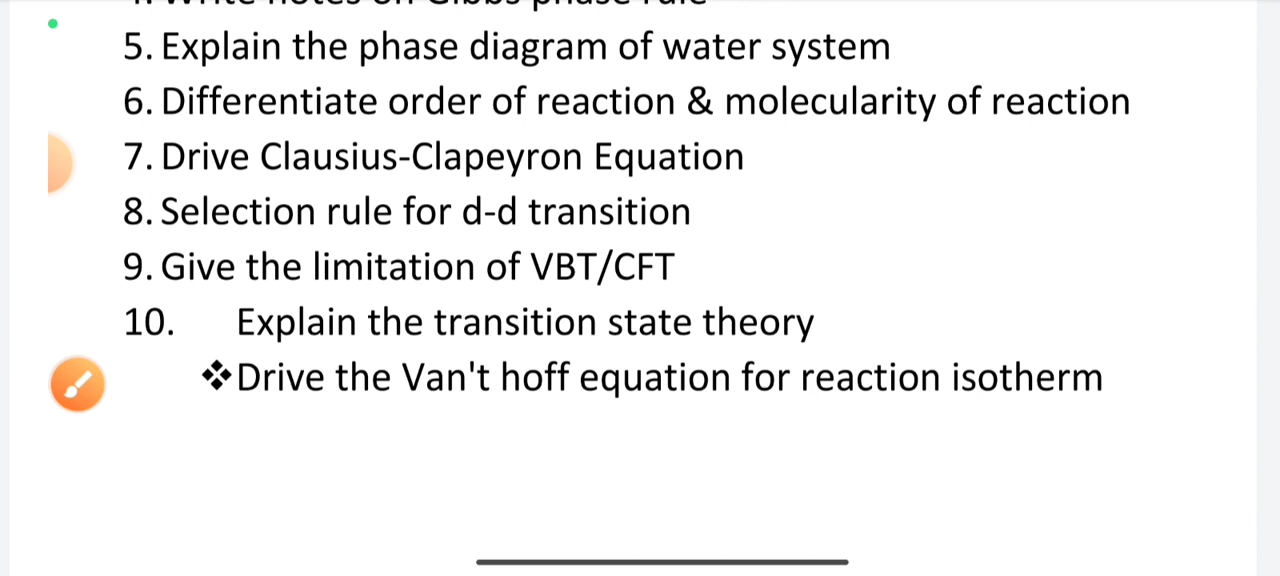 5. Explain the phase diagram of water system
6. Differentiate order of reaction & molecularity of reaction
7. Drive Clausius-Clapeyron Equation
8. Selection rule for d-d transition
9. Give the limitation of VBT/CFT
10. Explain the transition state theory
❖Drive the Van't hoff equation for reaction isotherm